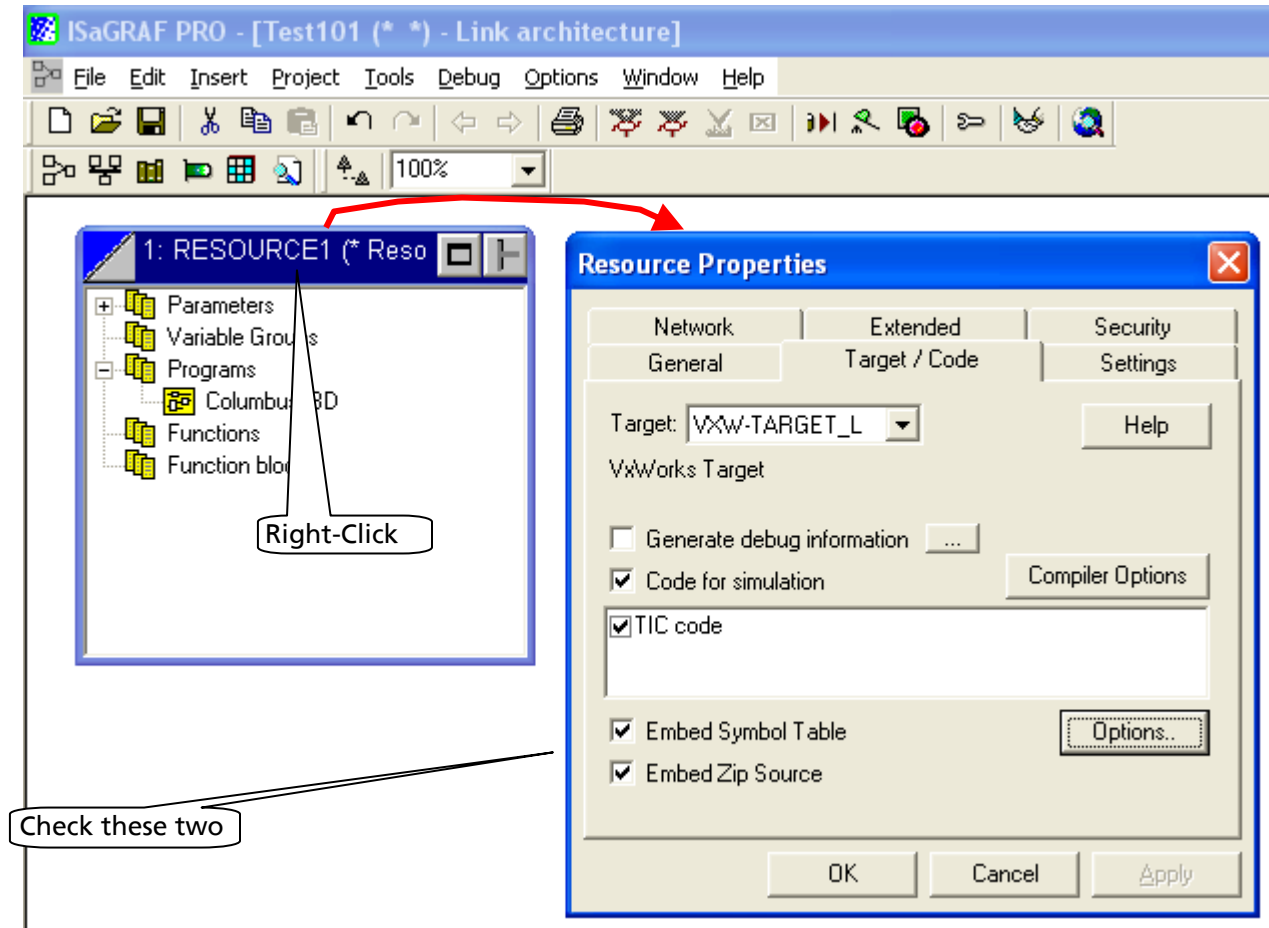 ISaGRAF PRO - [Test101 (* *) - Link architecture]
File Edit Insert Project Tools Debug Options Window Help
100%
1: RESOURCE1 (* Reso
Parameters
Variable Groups
Programs
Columbus 3D
Functions
Function bloc
Right-Click
Check these two
Resource Properties
Network Extended Security
General Target / Code Settings
Target: VXW-TARGET_L Help
VxWorks Target
Generate debug information ...
Code for simulation Compiler Options
TIC code
Embed Symbol Table Options..
Embed Zip Source
OK Cancel Apply